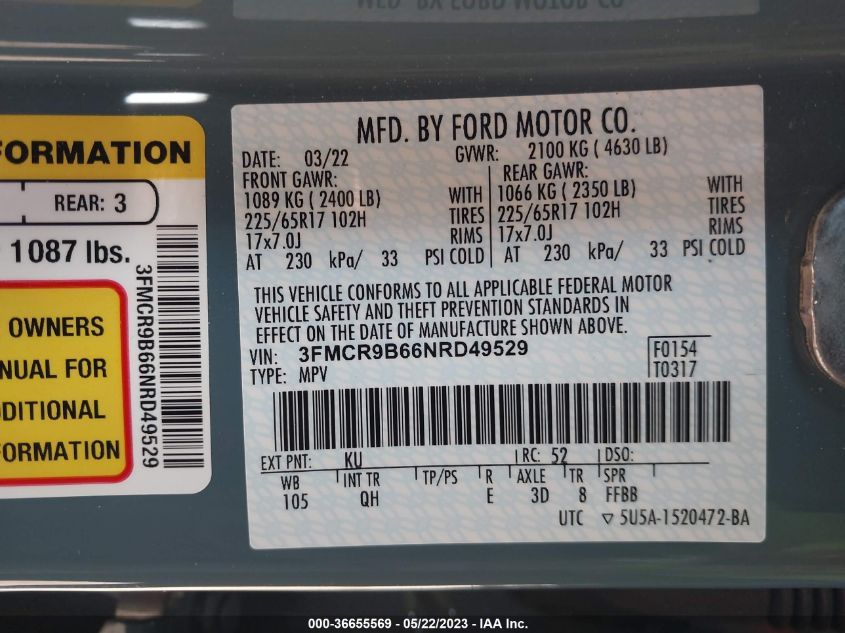 FORMATION
REAR: 3
1087 lbs.
OWNERS
NUAL FOR
DITIONAL
FORMATION
3FMCR9B66NRD49529
MFD. BY FORD MOTOR CO.
DATE: 03/22 GVWR: 2100 KG ( 4630 LB)
FRONT GAWR: REAR GAWR:
1089 KG ( 2400 LB) WITH 1066 KG ( 2350 LB) WITH
225/65R17 102H TIRES 225/65R17 102H TIRES
17x7.0J RIMS 17x7.0J RIMS
AT 230 kPa/ 33 PSI COLD AT 230 kPa/ 33 PSI COLD
THIS VEHICLE CONFORMS TO ALL APPLICABLE FEDERAL MOTOR
VEHICLE SAFETY AND THEFT PREVENTION STANDARDS IN
EFFECT ON THE DATE OF MANUFACTURE SHOWN ABOVE.
VIN: 3FMCR9B66NRD49529 F0154
TYPE: MPV T0317
EXT PNT: KU RC: 52 DSO:
WB INT TR TP/PS R AXLE TR SPR
105 QH E 3D 8 FFBB
UTC ▽ 5U5A-1520472-BA
000-36655569 - 05/22/2023 - IAA Inc.